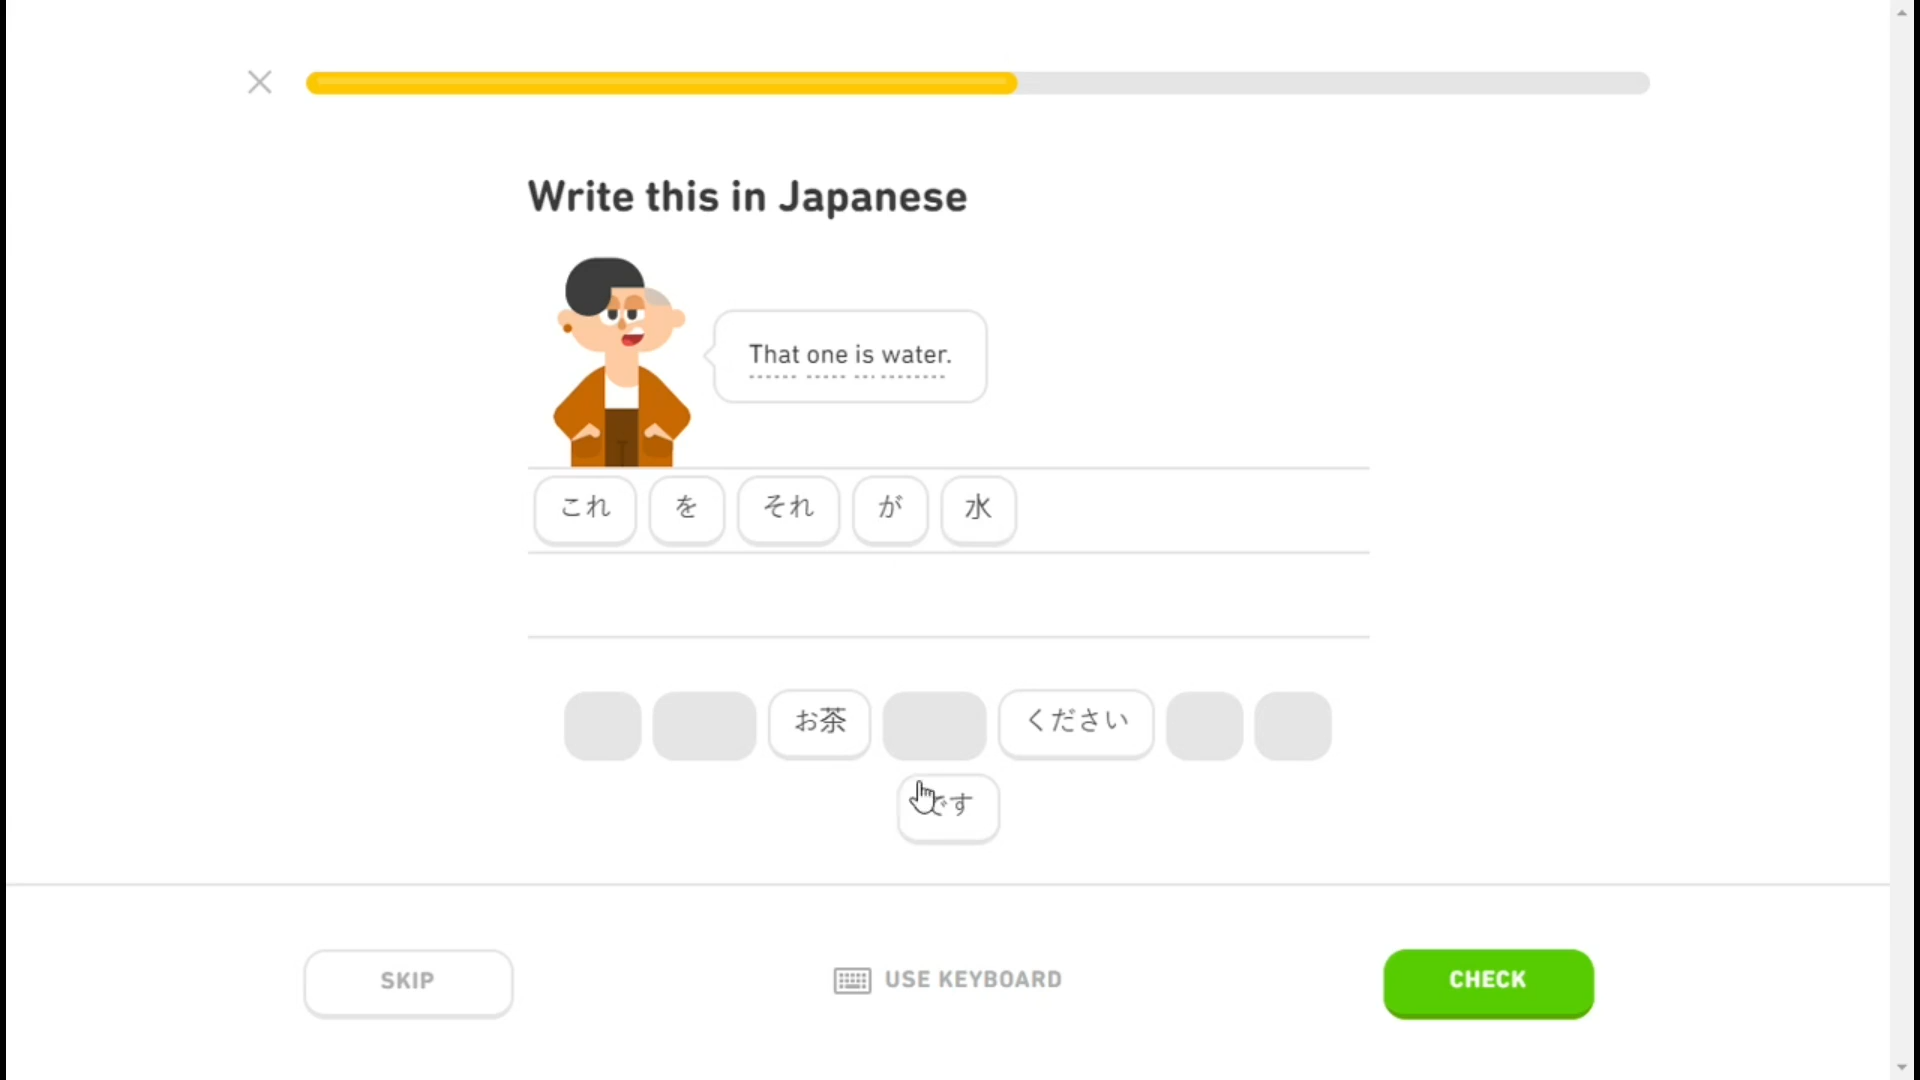 Write this in Japanese
That one is water.
これ を それ が 水
お茶 ください
です
SKIP USE KEYBOARD CHECK